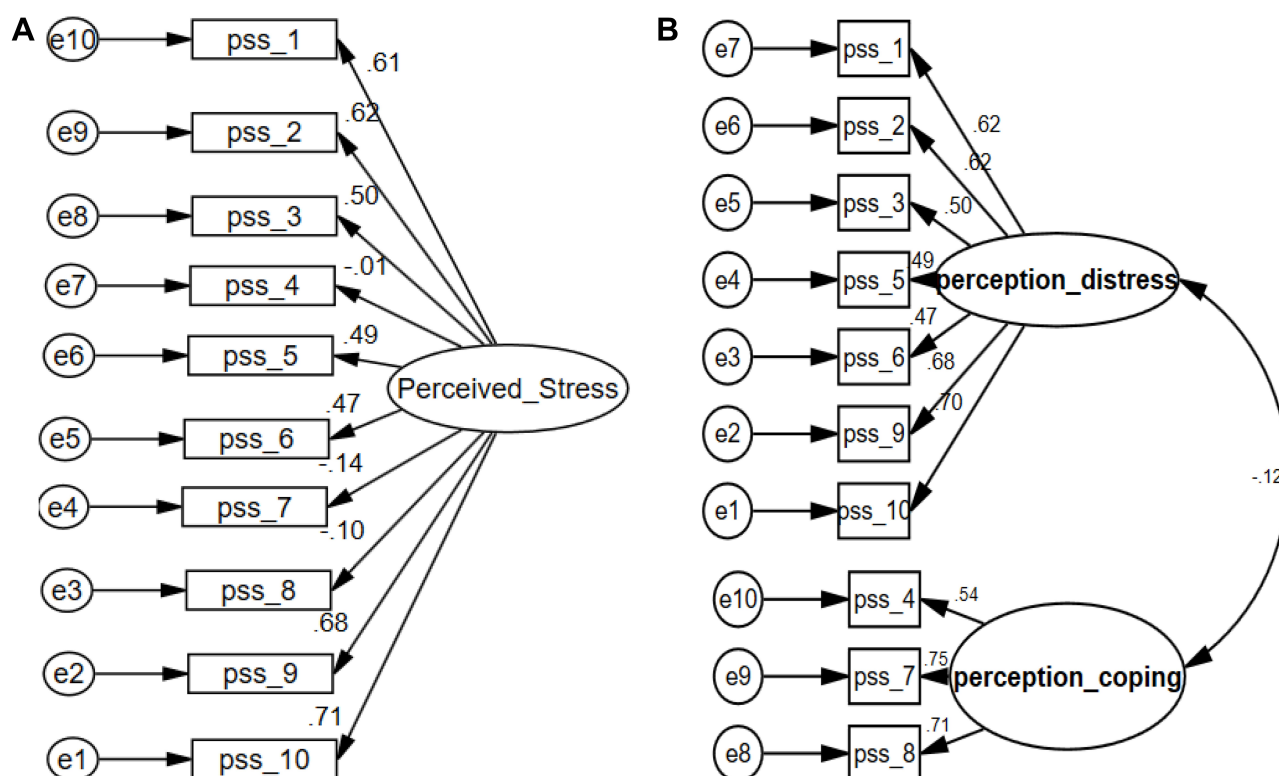 A
e10 pss_1
.61
e9 pss_2
.62
e8 pss_3
.50
e7 pss_4
-.01
e6 pss_5
.49
Perceived_Stress
e5 pss_6
.47
e4 pss_7
-.14
e3 pss_8
-.10
e2 pss_9
.68
e1 pss_10
.71
B
e7 pss_1
.62
e6 pss_2
.62
e5 pss_3
.50
e4 pss_5
.49
perception_distress
e3 pss_6
.47
e2 pss_9
.68
e1 pss_10
.70
-.12
e10 pss_4
.54
e9 pss_7
.75
perception_coping
e8 pss_8
.71